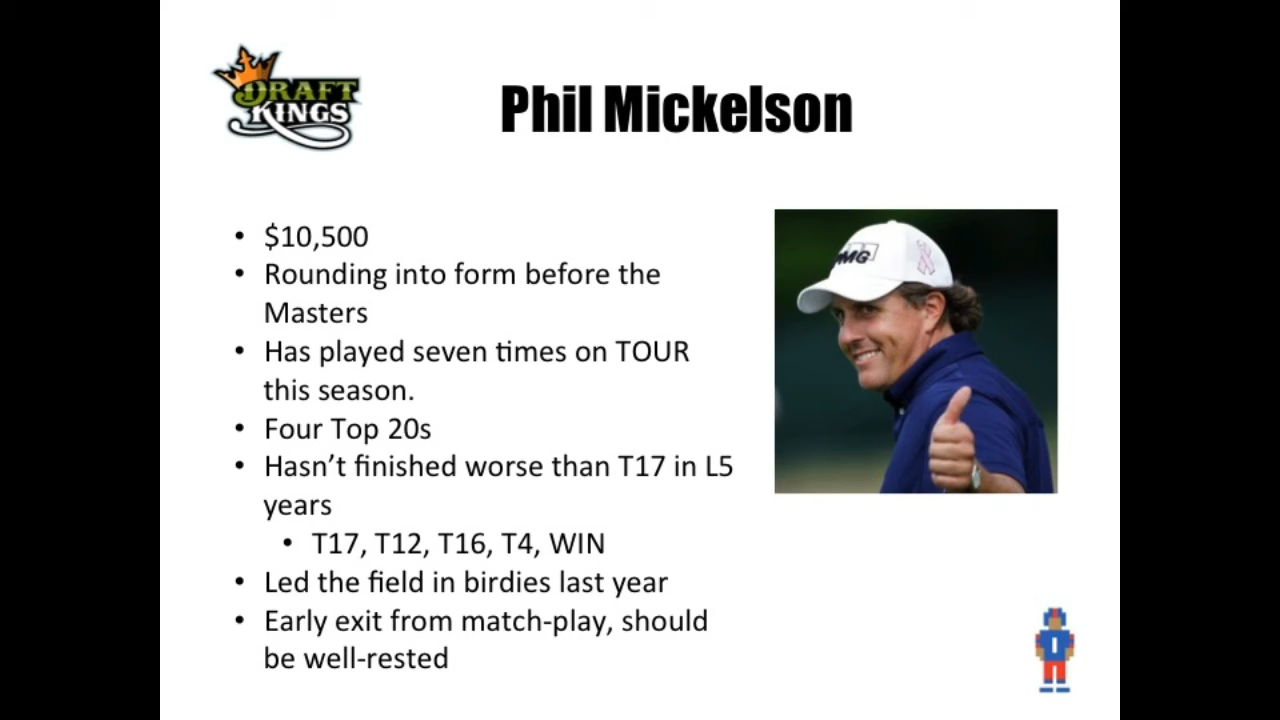 DRAFT
KINGS
Phil Mickelson
• $10,500
• Rounding into form before the
Masters
• Has played seven times on TOUR
this season.
• Four Top 20s
• Hasn't finished worse than T17 in L5
years
• T17, T12, T16, T4, WIN
• Led the field in birdies last year
• Early exit from match-play, should
be well-rested